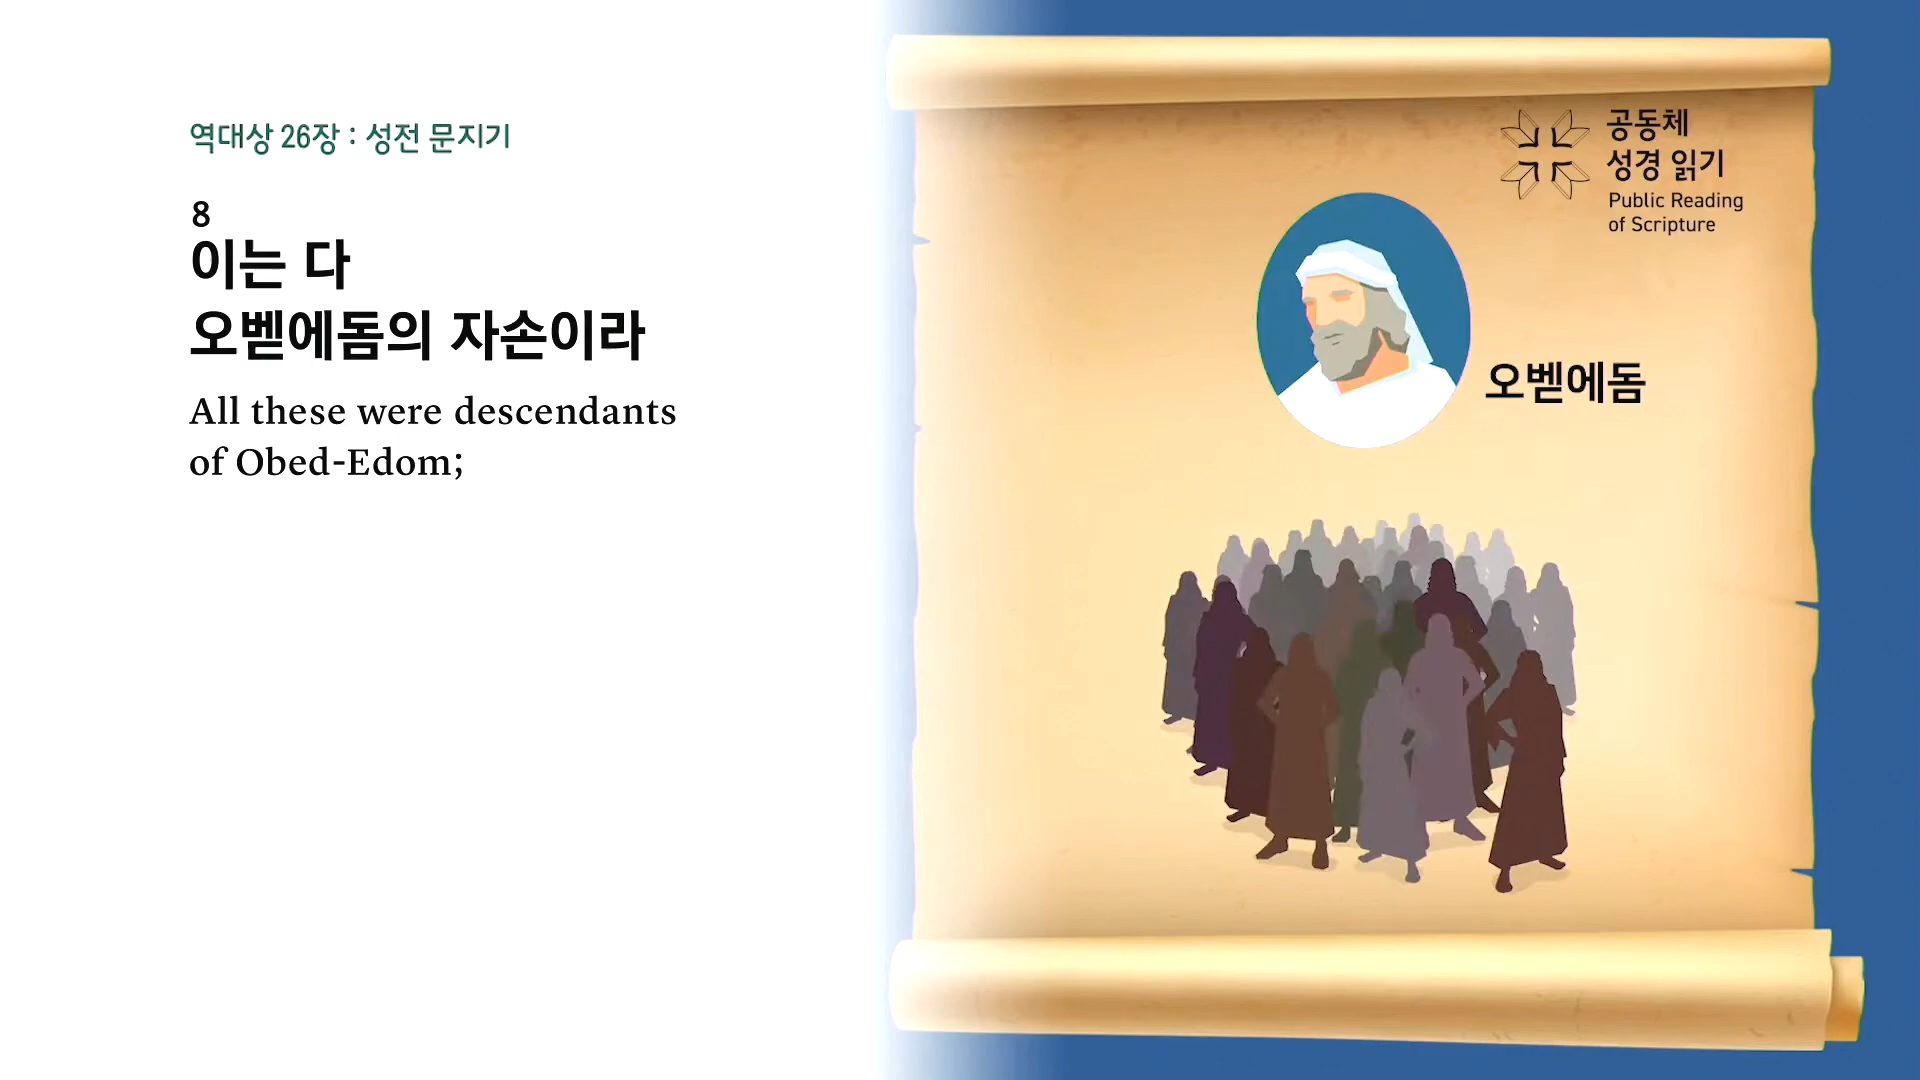 역대상 26장 : 성전 문지기
8
이는 다
오벧에돔의 자손이라
All these were descendants
of Obed-Edom;
공동체
성경 읽기
Public Reading
of Scripture
오벧에돔